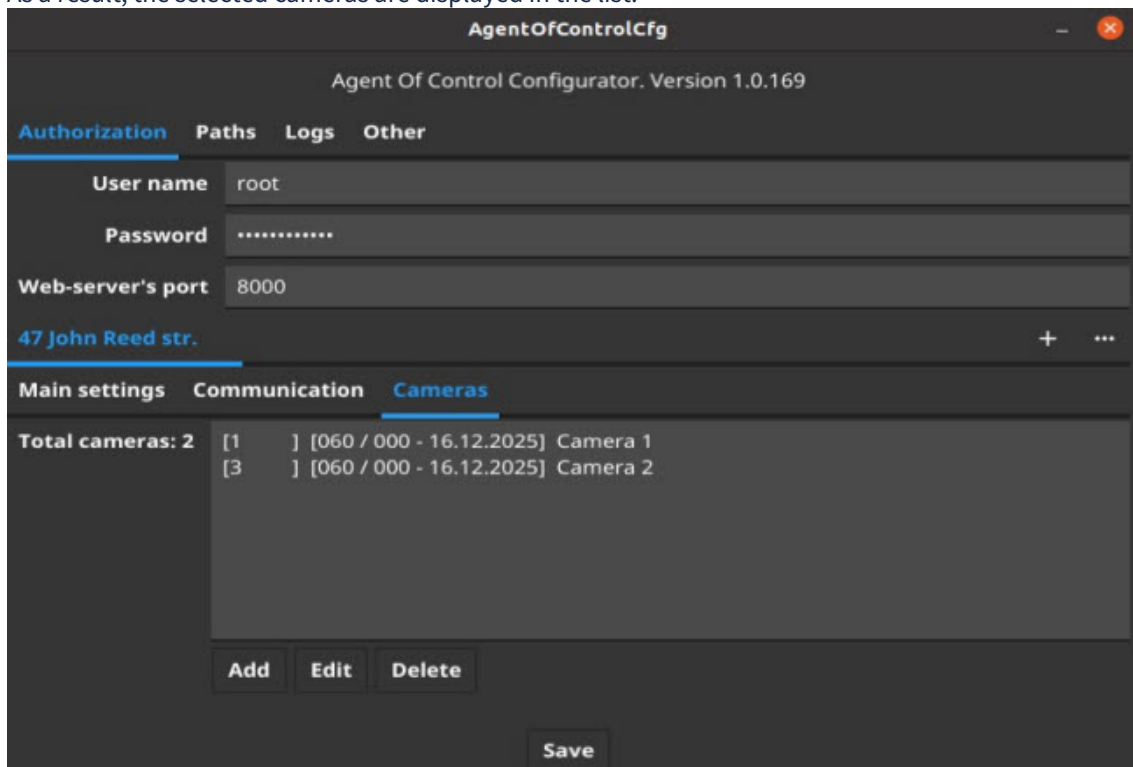 As a result, the selected cameras are displayed in the list.
AgentOfControlCfg
Agent Of Control Configurator. Version 1.0.169
Authorization Paths Logs Other
User name root
Password ••••••••••••
Web-server's port 8000
47 John Reed str. + ...
Main settings Communication Cameras
Total cameras: 2 [1 ] [060 / 000 - 16.12.2025] Camera 1
[3 ] [060 / 000 - 16.12.2025] Camera 2
Add Edit Delete
Save